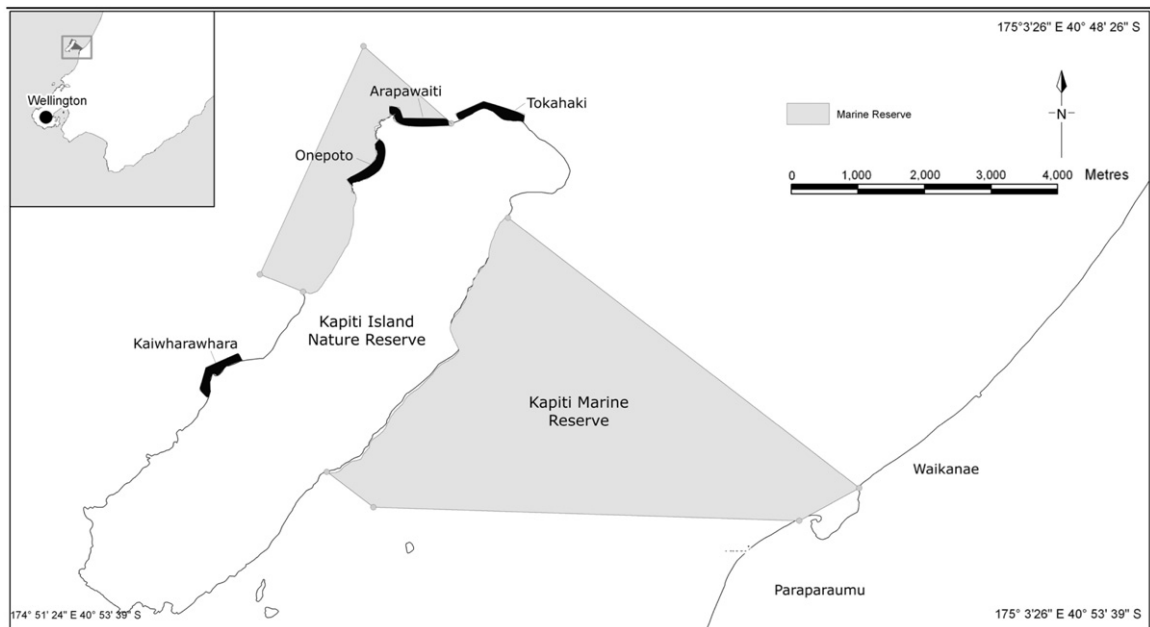 175°3'26" E 40° 48' 26" S
Wellington
Arapawaiti
Tokahaki
Onepoto
Marine Reserve
N
0 1,000 2,000 3,000 4,000 Metres
Kapiti Island
Nature Reserve
Kaiwharawhara
Kapiti Marine
Reserve
Waikanae
Paraparaumu
174° 51' 24" E 40° 53' 39" S
175° 3'26" E 40° 53' 39" S